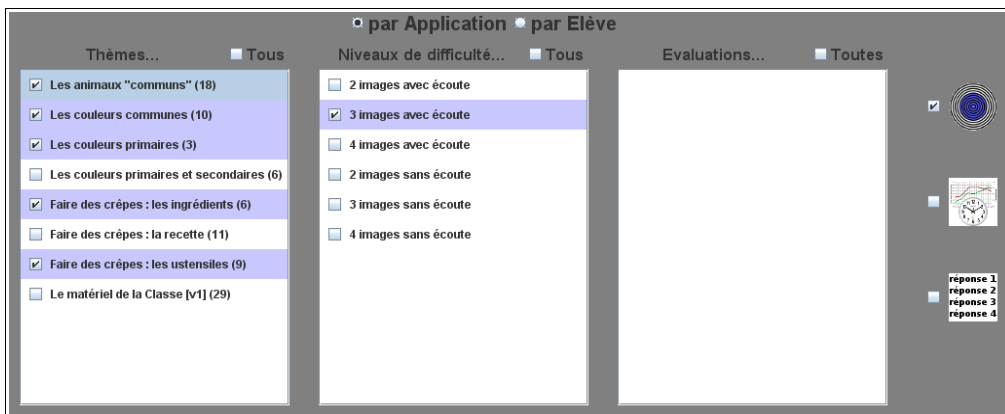 par Application par Elève
Thèmes... Tous Niveaux de difficulté... Tous Evaluations... Toutes
Les animaux "communs" (18)
Les couleurs communes (10)
Les couleurs primaires (3)
Les couleurs primaires et secondaires (6)
Faire des crêpes : les ingrédients (6)
Faire des crêpes : la recette (11)
Faire des crêpes : les ustensiles (9)
Le matériel de la Classe [v1] (29)
2 images avec écoute
3 images avec écoute
4 images avec écoute
2 images sans écoute
3 images sans écoute
4 images sans écoute
réponse 1
réponse 2
réponse 3
réponse 4